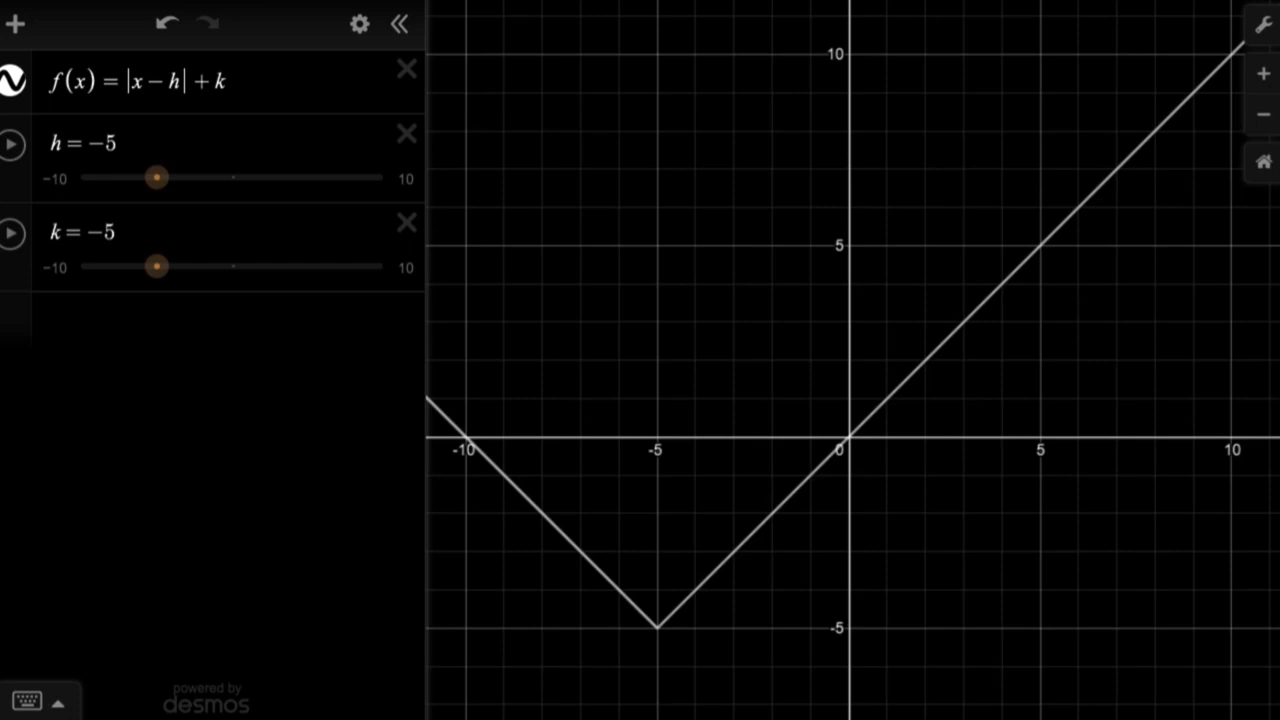 f(x) = |x − h| + k
h = −5
−10
10
k = −5
−10
10
powered by
desmos
10
5
-10
-5
0
5
10
-5